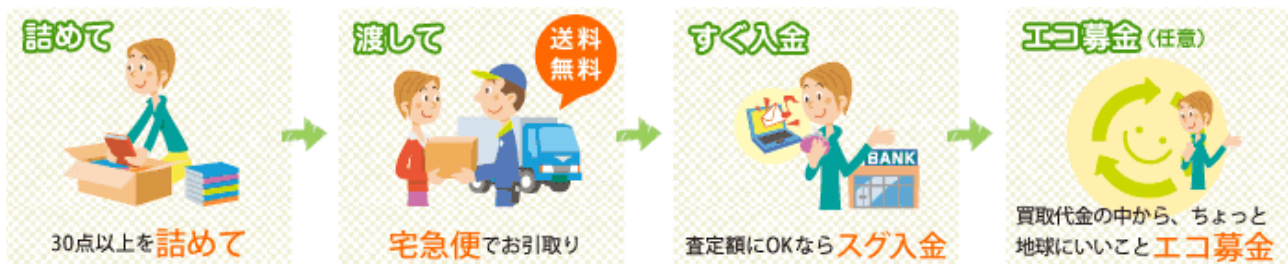 詰めて
30点以上を詰めて
渡して
送料
無料
宅急便でお引取り
すぐ入金
BANK
査定額にOKならスグ入金
エコ募金(任意)
買取代金の中から、ちょっと
地球にいいことエコ募金